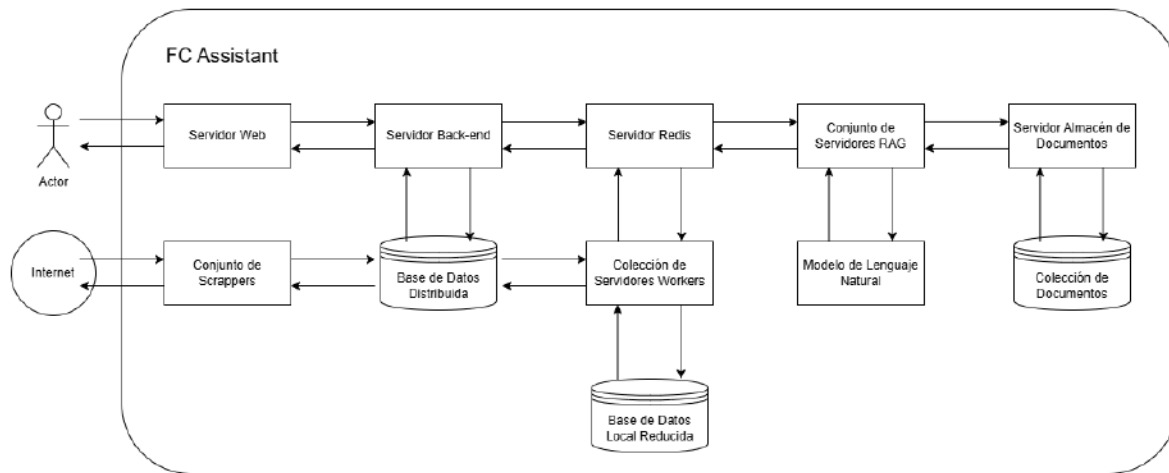 FC Assistant
Servidor Web
Servidor Back-end
Servidor Redis
Conjunto de
Servidores RAG
Servidor Almacén de
Documentos
Actor
Internet
Conjunto de
Scrappers
Base de Datos
Distribuida
Colección de
Servidores Workers
Modelo de Lenguaje
Natural
Colección de
Documentos
Base de Datos
Local Reducida